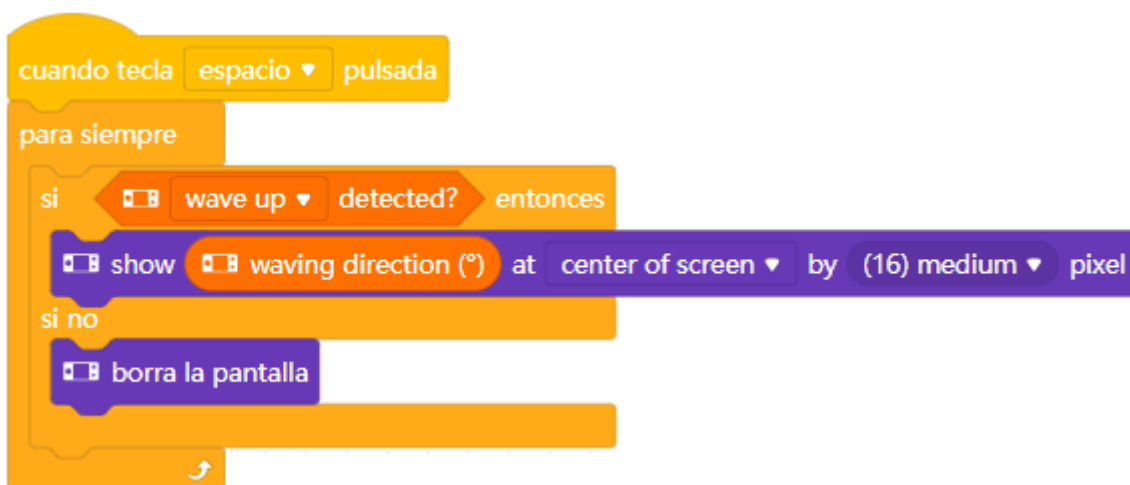 cuando tecla espacio pulsada
para siempre
si wave up detected? entonces
show waving direction (°) at center of screen by (16) medium pixel
si no
borra la pantalla